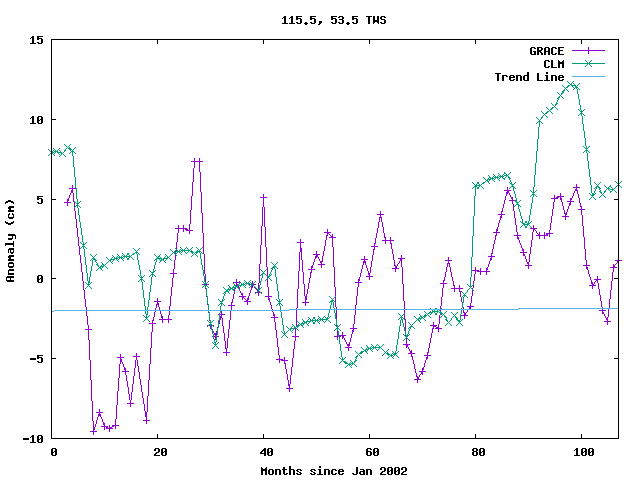 115.5, 53.5 TWS
GRACE
CLM
Trend Line
Anomaly (cm)
15
10
5
0
-5
-10
0 20 40 60 80 100
Months since Jan 2002